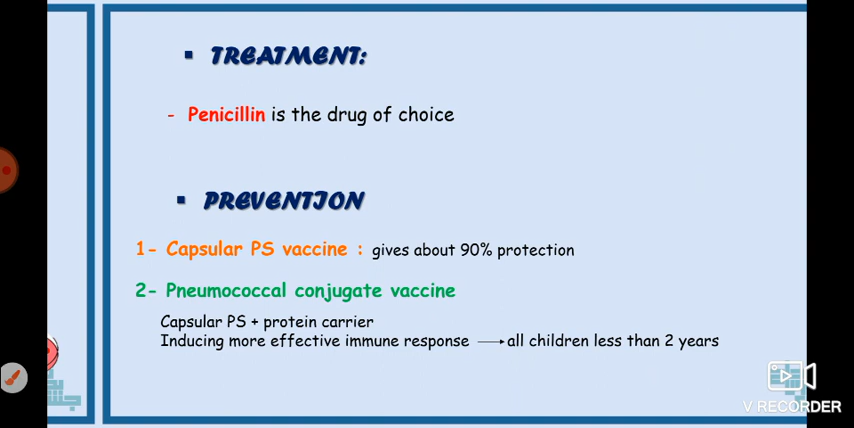 ▪ TREATMENT:
- Penicillin is the drug of choice
▪ PREVENTION
1- Capsular PS vaccine : gives about 90% protection
2- Pneumococcal conjugate vaccine
Capsular PS + protein carrier
Inducing more effective immune response → all children less than 2 years
V RECORDER